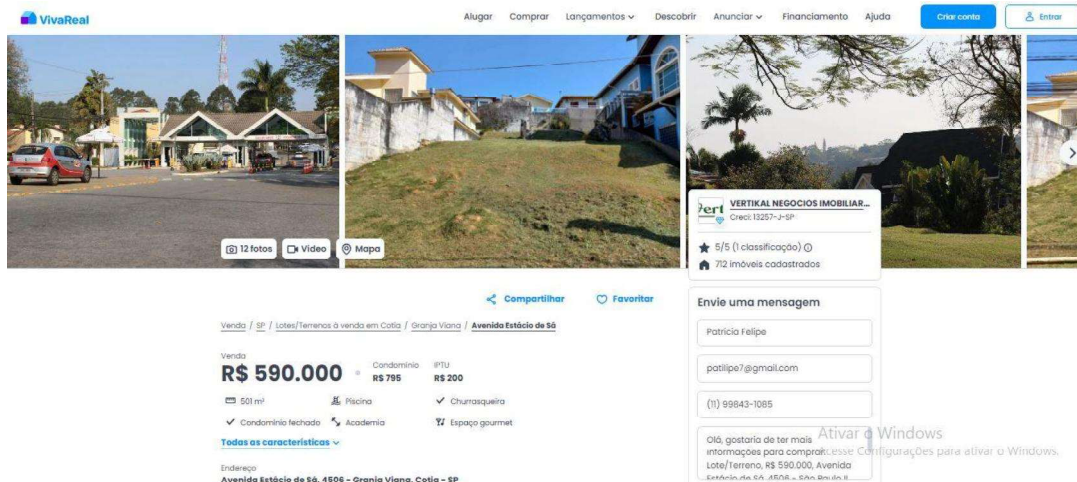 VivaReal
Alugar Comprar Lançamentos Descobrir Anunciar Financiamento Ajuda Criar conta Entrar
12 fotos Vídeo Mapa
vert
VERTIKAL NEGOCIOS IMOBILIAR...
Creci: 13257-J-SP
5/5 (1 classificação)
712 imóveis cadastrados
Compartilhar Favoritar
Envie uma mensagem
Venda / SP / Lotes/Terrenos à venda em Cotia / Granja Viana / Avenida Estácio de Sá
Patricia Felipe
Venda
R$ 590.000
Condomínio IPTU
R$ 795 R$ 200
patilipe7@gmail.com
501 m² Piscina Churrasqueira
(11) 99843-1085
Condomínio fechado Academia Espaço gourmet
Todas as características
Olá, gostaria de ter mais
informações para comprar
Lote/Terreno, R$ 590.000, Avenida
Estácio de Sá, 4506 - São Paulo II
Ativar o Windows
Acesse Configurações para ativar o Windows.
Endereço
Avenida Estácio de Sá, 4506 - Granja Viana, Cotia - SP